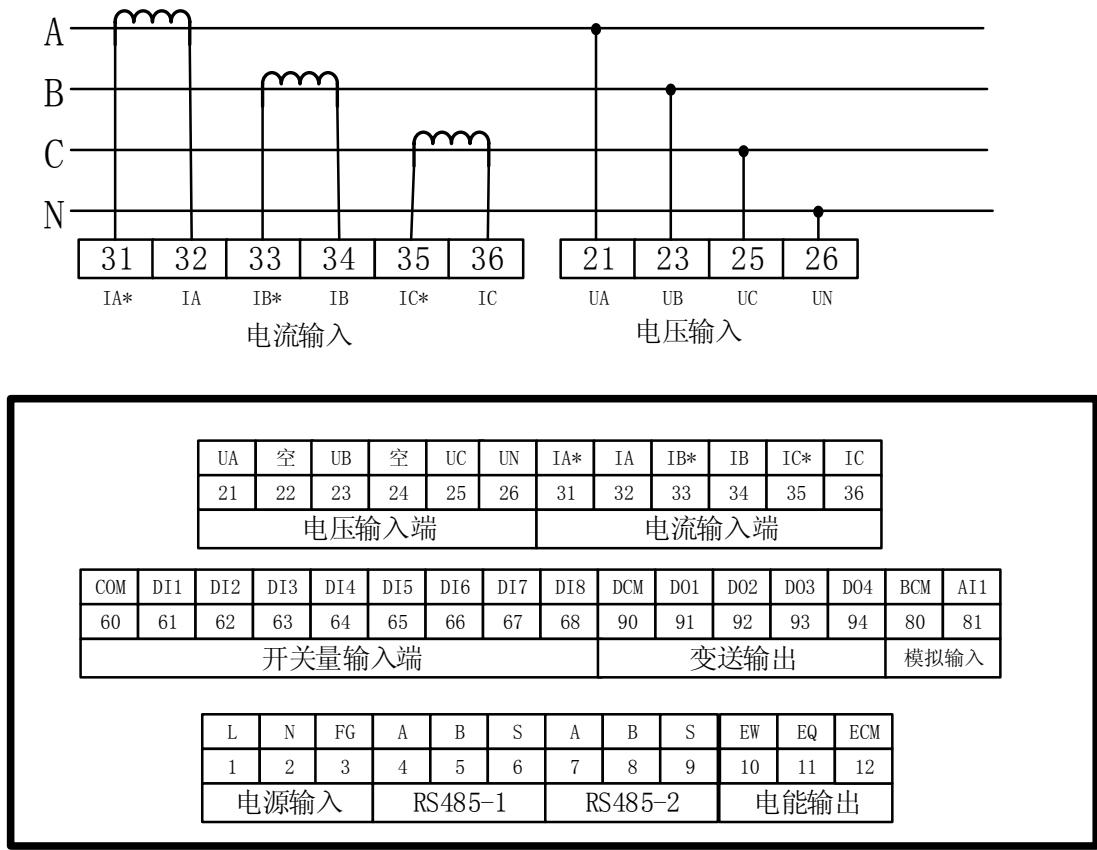 A
B
C
N
31 32 33 34 35 36
IA* IA IB* IB IC* IC
电流输入
21 23 25 26
UA UB UC UN
电压输入
UA 空 UB 空 UC UN IA* IA IB* IB IC* IC
21 22 23 24 25 26 31 32 33 34 35 36
电压输入端 电流输入端
COM DI1 DI2 DI3 DI4 DI5 DI6 DI7 DI8 DCM DO1 DO2 DO3 DO4 BCM AI1
60 61 62 63 64 65 66 67 68 90 91 92 93 94 80 81
开关量输入端 变送输出 模拟输入
L N FG A B S A B S EW EQ ECM
1 2 3 4 5 6 7 8 9 10 11 12
电源输入 RS485-1 RS485-2 电能输出